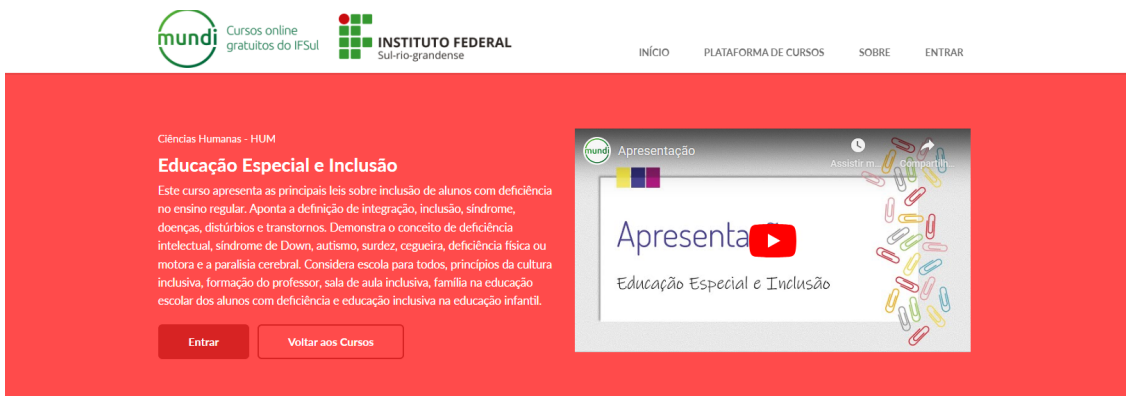 mundi
Cursos online
gratuitos do IFSul
INSTITUTO FEDERAL
Sul-rio-grandense
INÍCIO
PLATAFORMA DE CURSOS
SOBRE
ENTRAR
Ciências Humanas - HUM
Educação Especial e Inclusão
Este curso apresenta as principais leis sobre inclusão de alunos com deficiência
no ensino regular. Aponta a definição de integração, inclusão, síndrome,
doenças, distúrbios e transtornos. Demonstra o conceito de deficiência
intelectual, síndrome de Down, autismo, surdez, cegueira, deficiência física ou
motora e a paralisia cerebral. Considera escola para todos, princípios da cultura
inclusiva, formação do professor, sala de aula inclusiva, família na educação
escolar dos alunos com deficiência e educação inclusiva na educação infantil.
Entrar
Voltar aos Cursos
mundi
Apresentação
Assistir m...
Compartilh...
Apresenta
Educação Especial e Inclusão